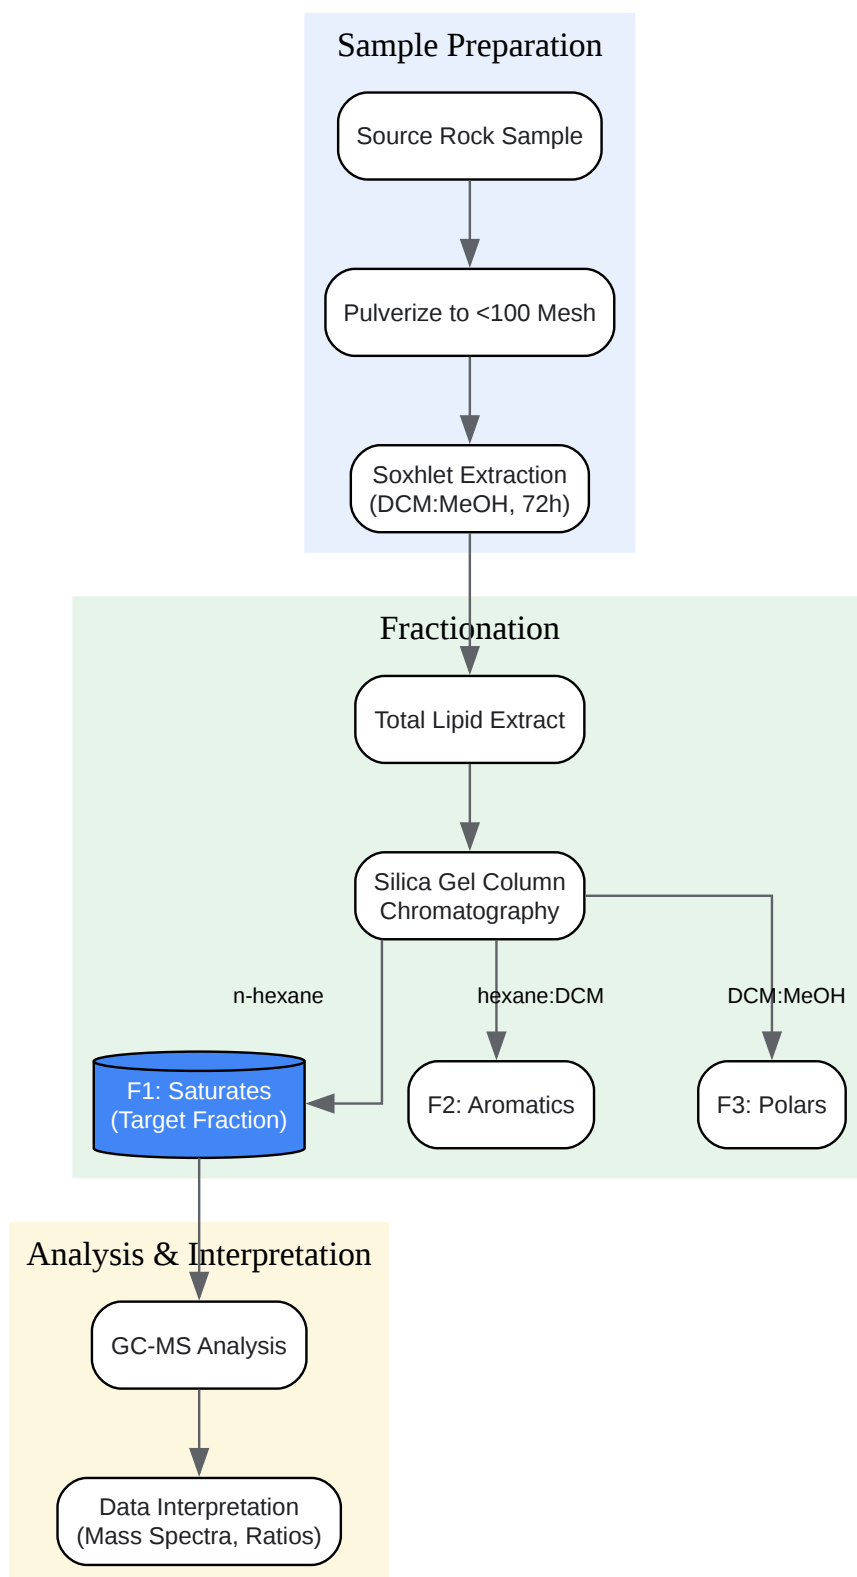 Sample Preparation
Source Rock Sample
Pulverize to <100 Mesh
Soxhlet Extraction
(DCM:MeOH, 72h)
Fractionation
Total Lipid Extract
Silica Gel Column
Chromatography
n-hexane
hexane:DCM
DCM:MeOH
F1: Saturates
(Target Fraction)
F2: Aromatics
F3: Polars
Analysis & Interpretation
GC-MS Analysis
Data Interpretation
(Mass Spectra, Ratios)